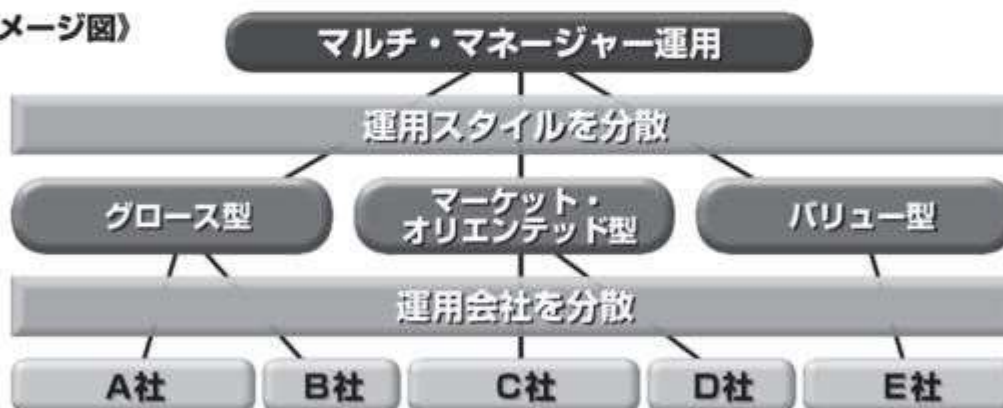 メージ図》
マルチ・マネージャー運用
運用スタイルを分散
グロース型
マーケット・
オリエンテッド型
バリュー型
運用会社を分散
A社
B社
C社
D社
E社